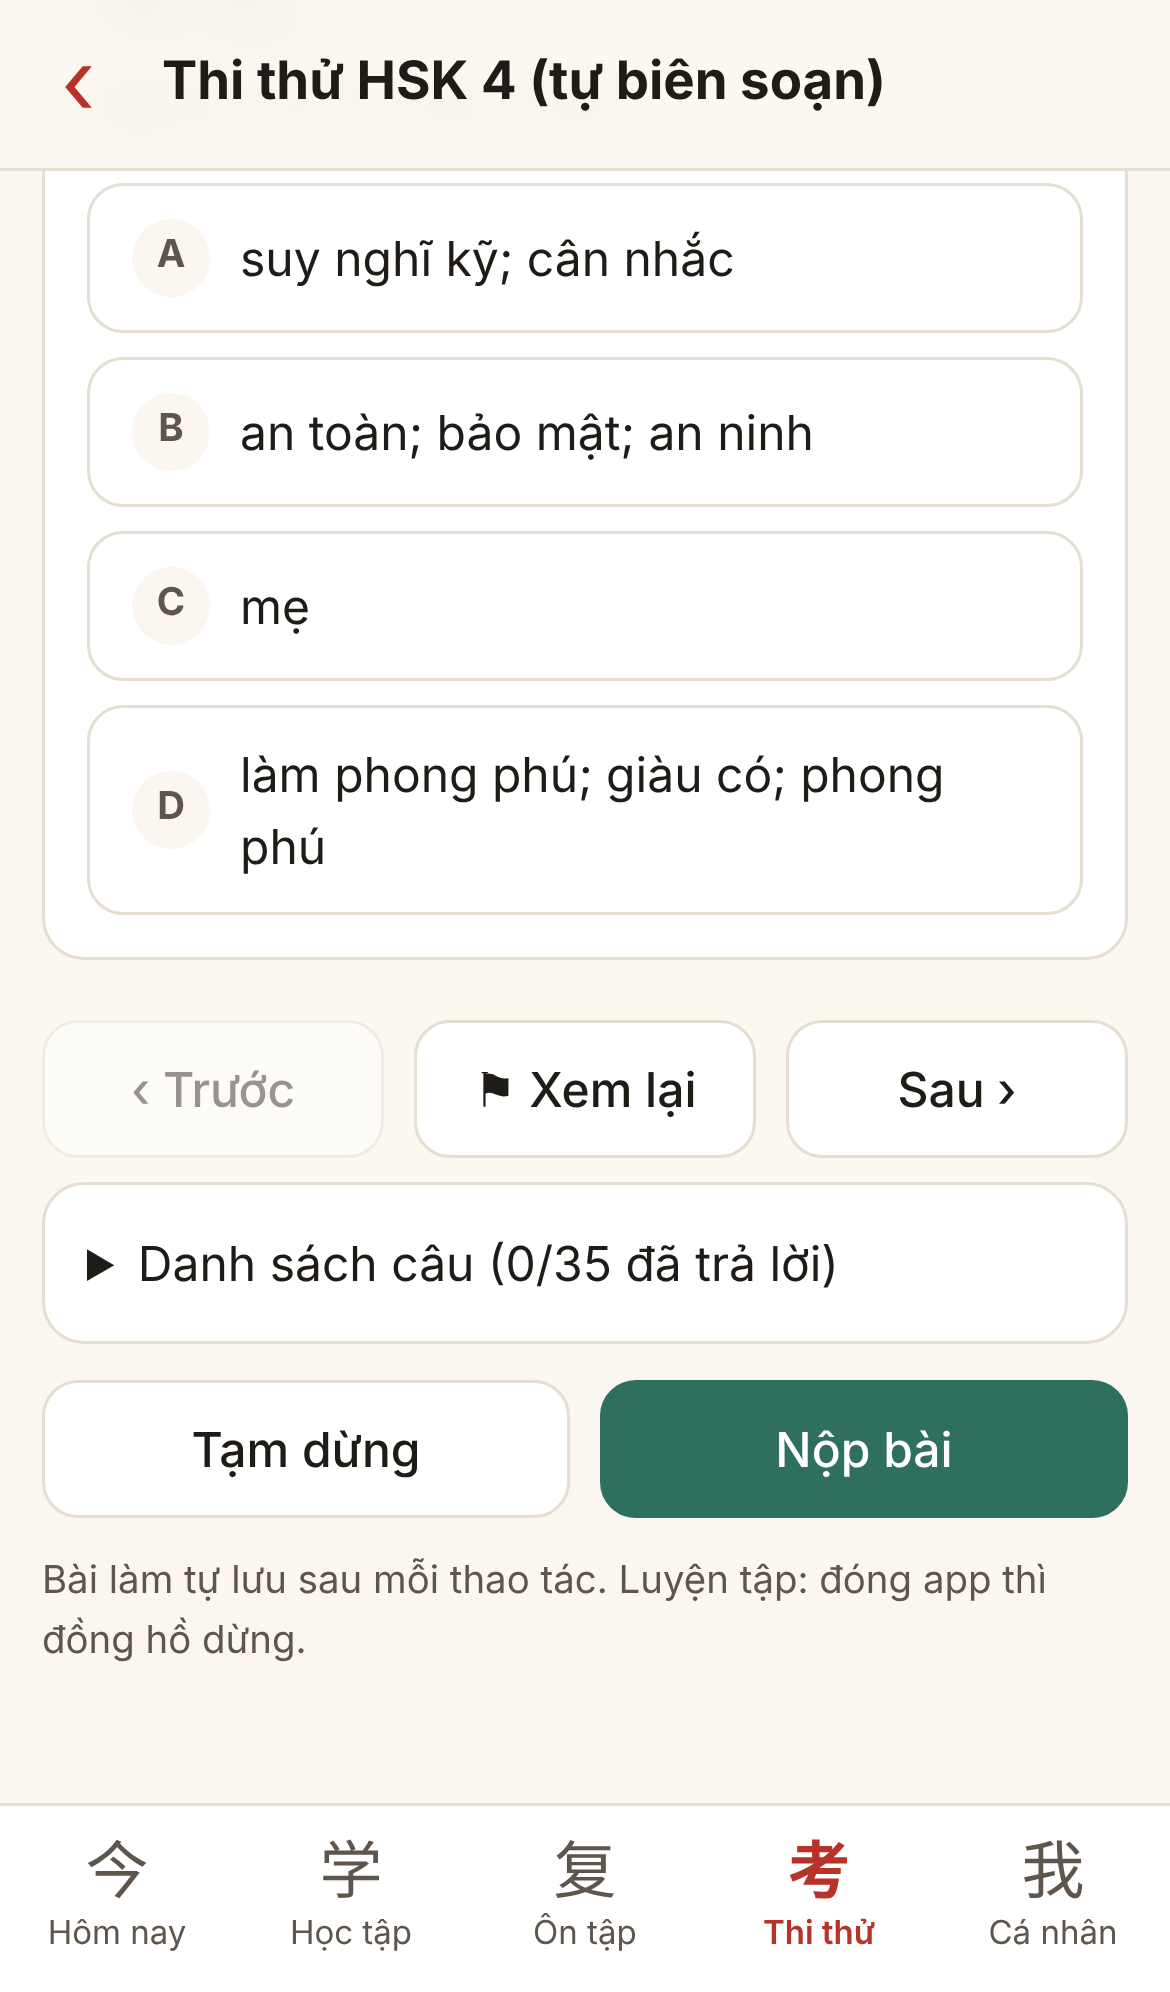 ‹ Thi thử HSK 4 (tự biên soạn)
A suy nghĩ kỹ; cân nhắc
B an toàn; bảo mật; an ninh
C mẹ
D làm phong phú; giàu có; phong
phú
‹ Trước ⚑ Xem lại Sau ›
▶ Danh sách câu (0/35 đã trả lời)
Tạm dừng Nộp bài
Bài làm tự lưu sau mỗi thao tác. Luyện tập: đóng app thì
đồng hồ dừng.
今 学 复 考 我
Hôm nay Học tập Ôn tập Thi thử Cá nhân